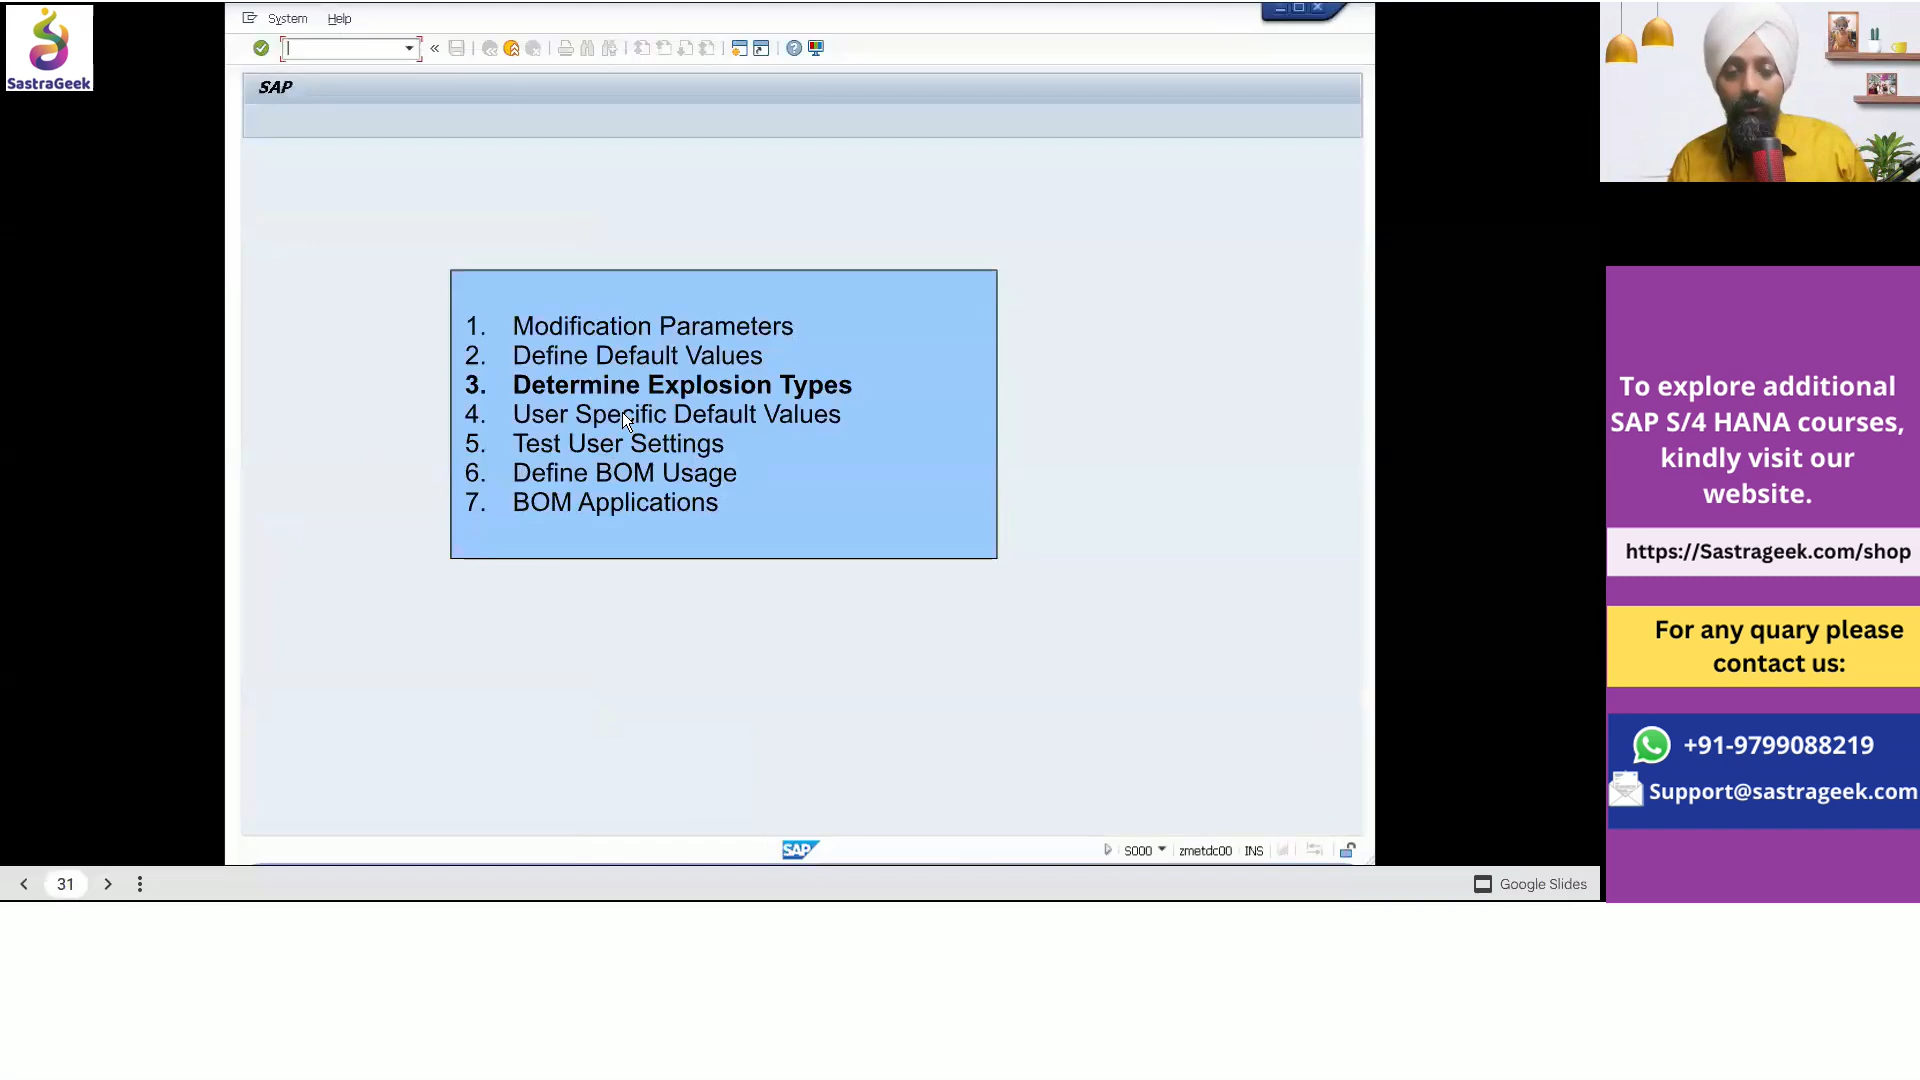 System Help
SastraGeek
SAP
1. Modification Parameters
2. Define Default Values
3. Determine Explosion Types
4. User Specific Default Values
5. Test User Settings
6. Define BOM Usage
7. BOM Applications
To explore additional
SAP S/4 HANA courses,
kindly visit our
website.
https://Sastrageek.com/shop
For any quary please
contact us:
+91-9799088219
Support@sastrageek.com
SAP
S000 zmetdc00 INS
31
Google Slides